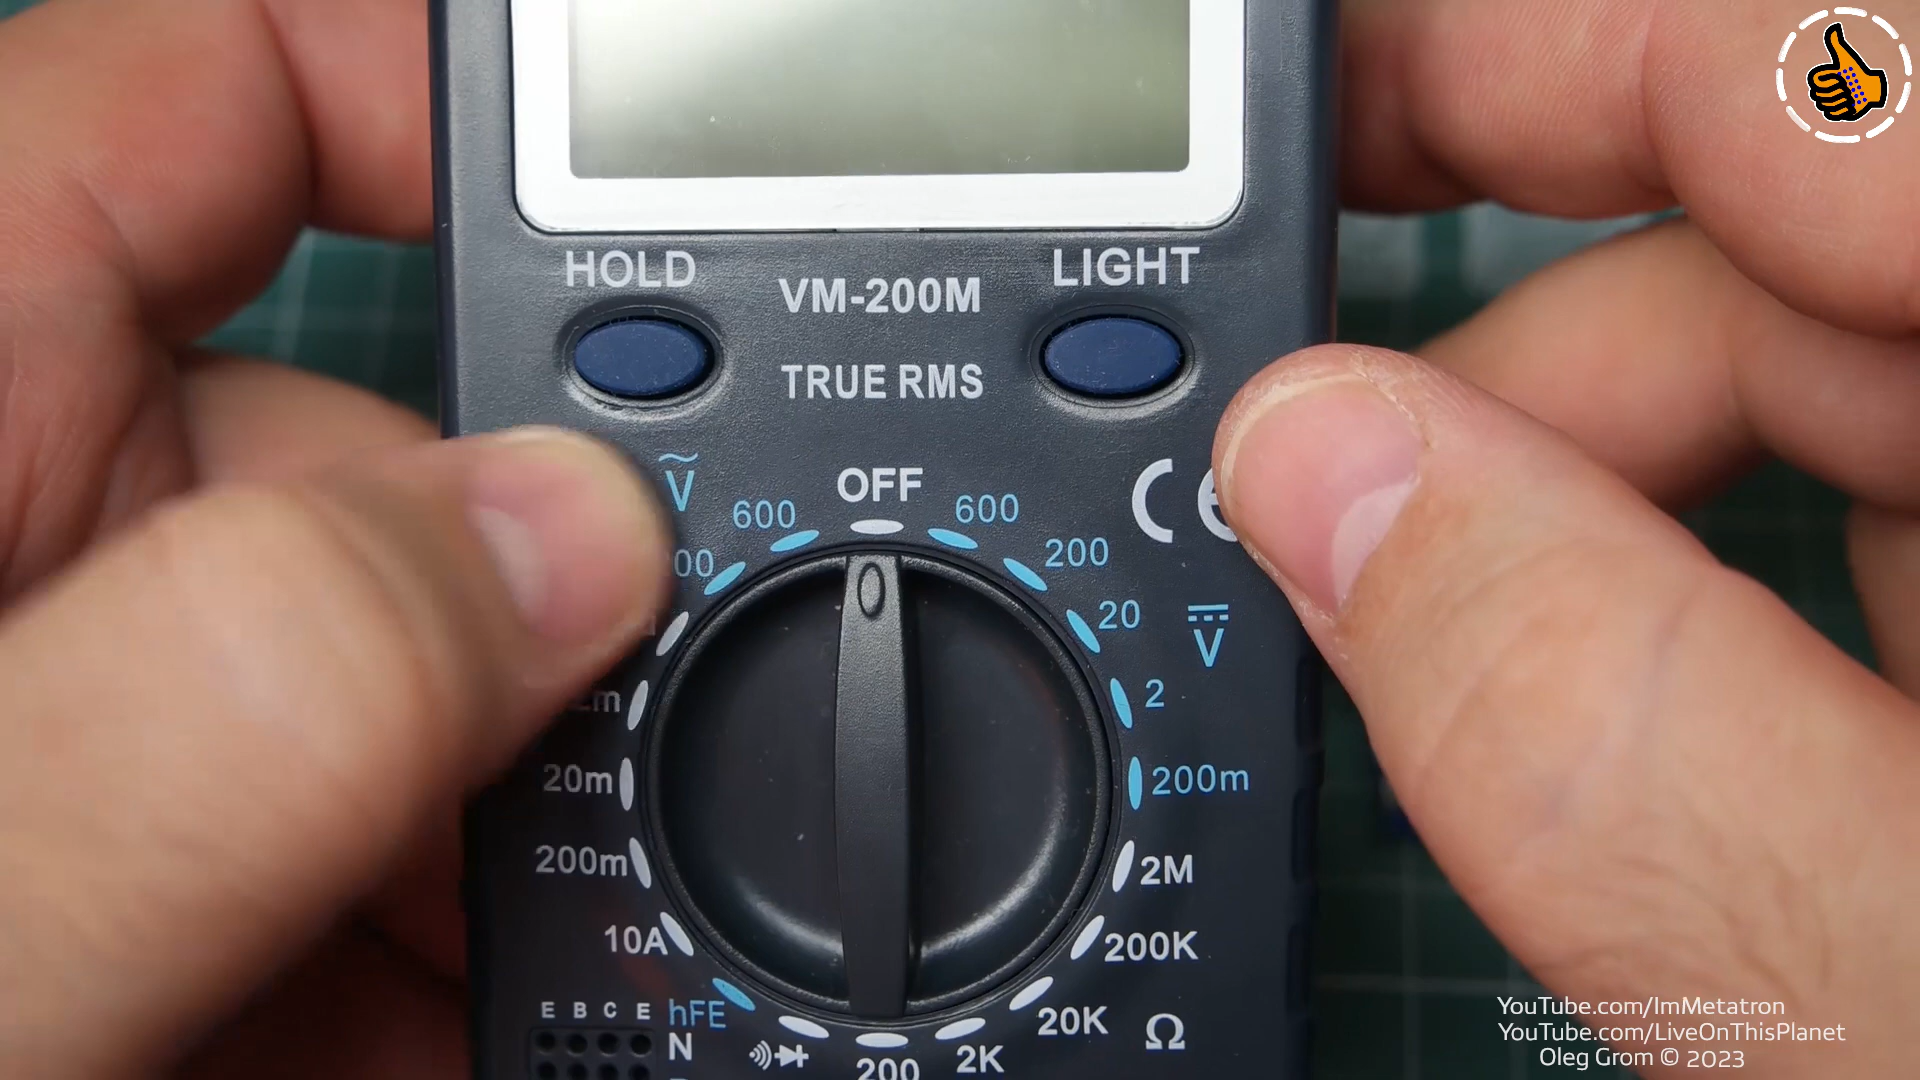 HOLD
LIGHT
VM-200M
TRUE RMS
V
OFF
600
600
200
20
V
2
20m
200m
200m
2M
10A
200K
E B C E
hFE
N
20K
Ω
200
2K
YouTube.com/ImMetatron
YouTube.com/LiveOnThisPlanet
Oleg Grom © 2023